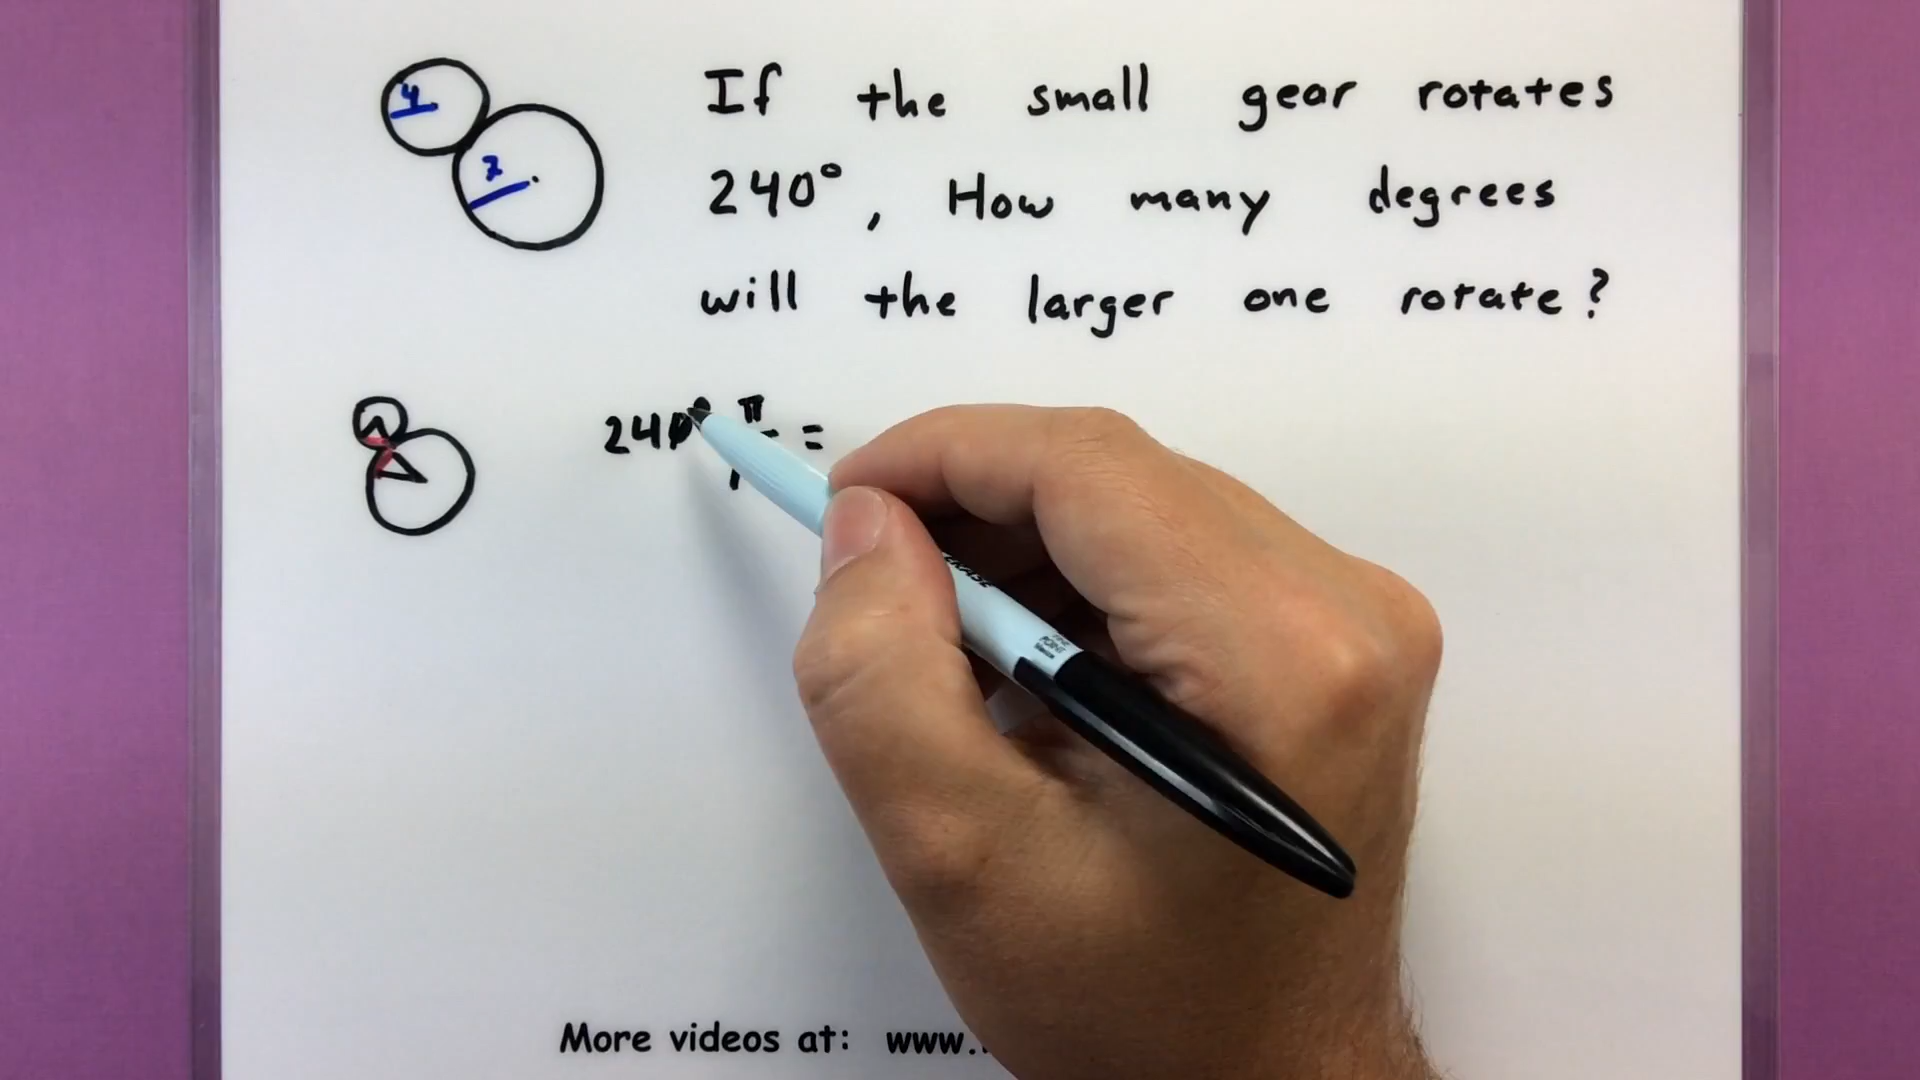 4
7
If the small gear rotates
240°, How many degrees
will the larger one rotate?
240° π =
More videos at: www.